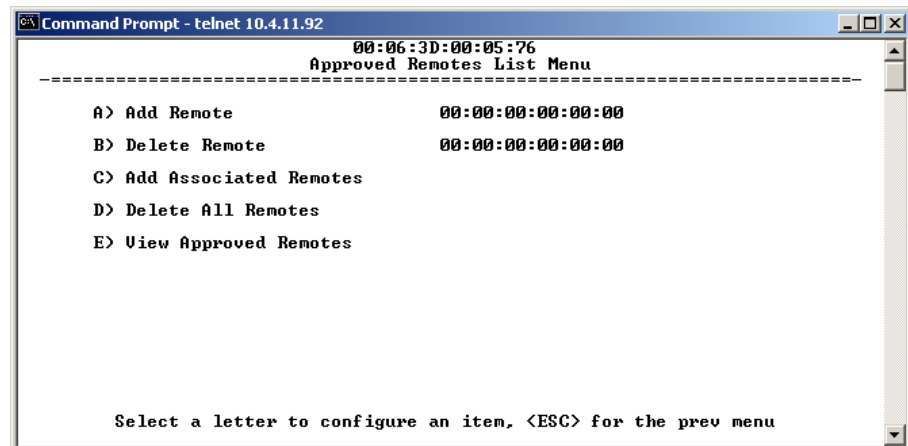 Command Prompt - telnet 10.4.11.92
00:06:3D:00:05:76
Approved Remotes List Menu
-==========================================================================-
A) Add Remote 00:00:00:00:00:00
B) Delete Remote 00:00:00:00:00:00
C) Add Associated Remotes
D) Delete All Remotes
E) View Approved Remotes
Select a letter to configure an item, <ESC> for the prev menu